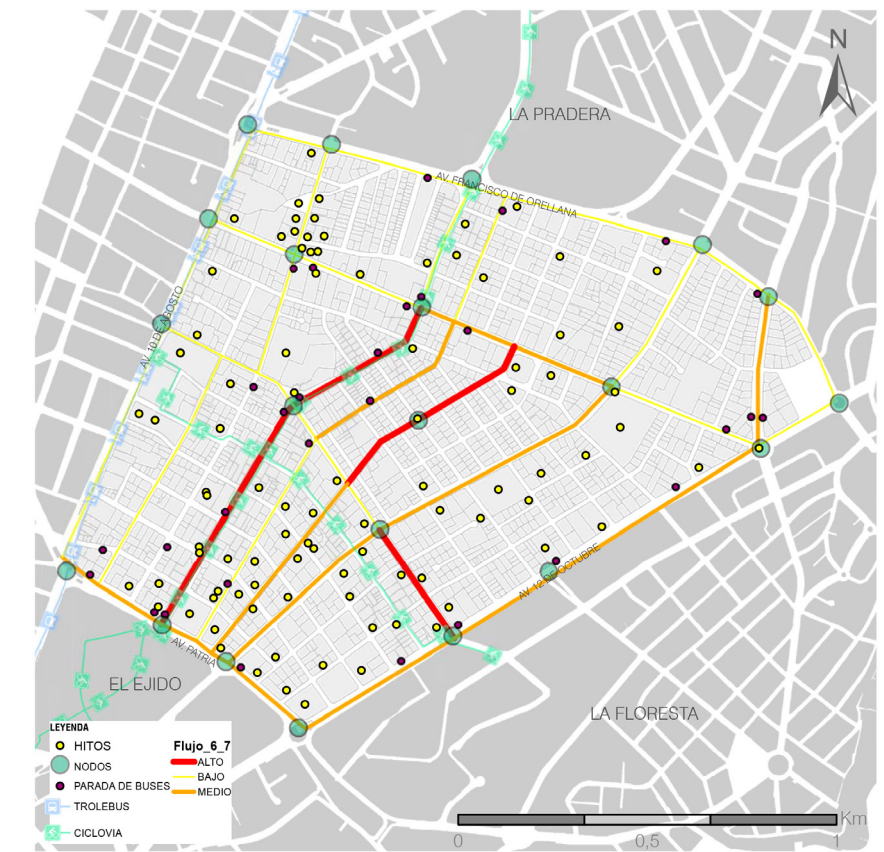 N
LA PRADERA
AV. FRANCISCO DE ORELLANA
AV. 10 DE AGOSTO
AV. 12 DE OCTUBRE
AV. PATRIA
EL EJIDO
LA FLORESTA
LEYENDA
HITOS
NODOS
PARADA DE BUSES
TROLEBUS
CICLOVIA
Flujo_6_7
ALTO
BAJO
MEDIO
Km
0
0,5
1